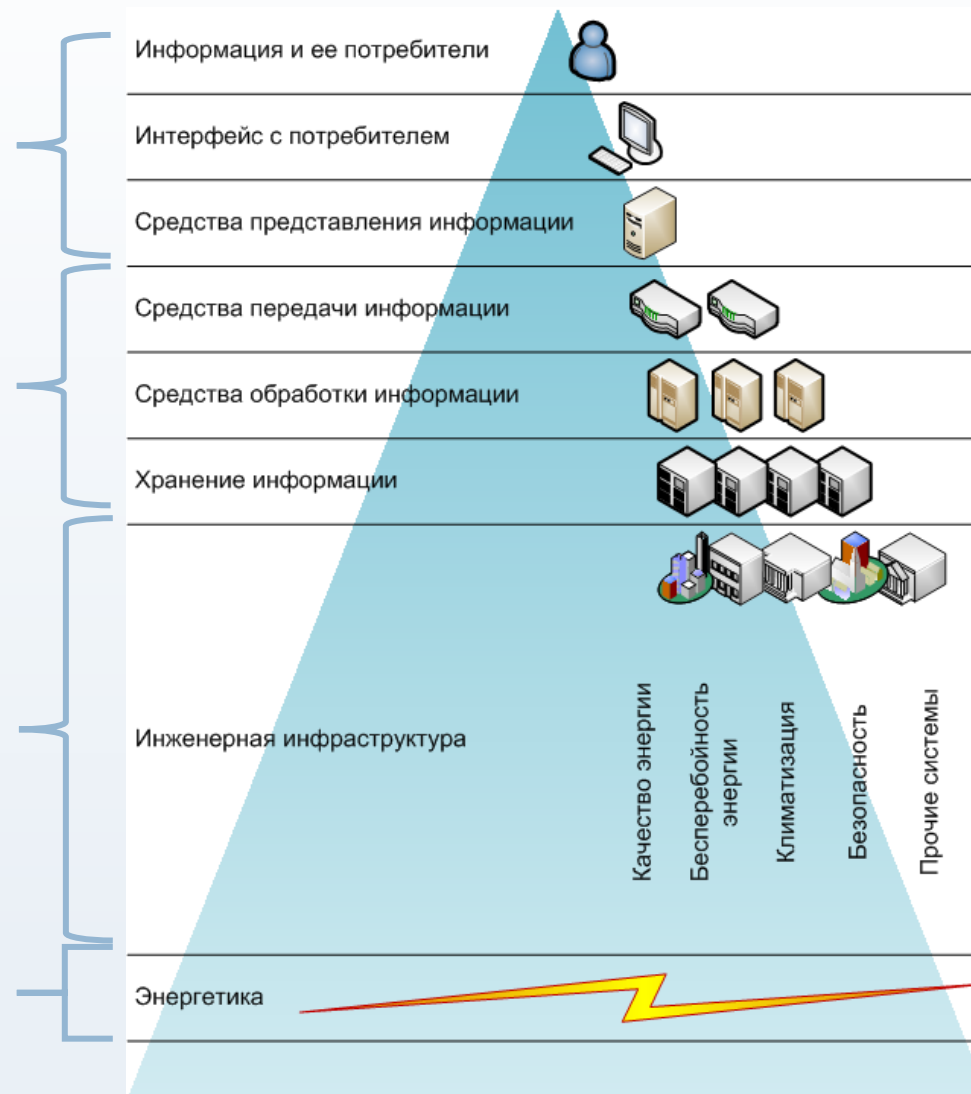 Информация и ее потребители
Интерфейс с потребителем
Средства представления информации
Средства передачи информации
Средства обработки информации
Хранение информации
Инженерная инфраструктура
Качество энергии
Бесперебойность
энергии
Климатизация
Безопасность
Прочие системы
Энергетика